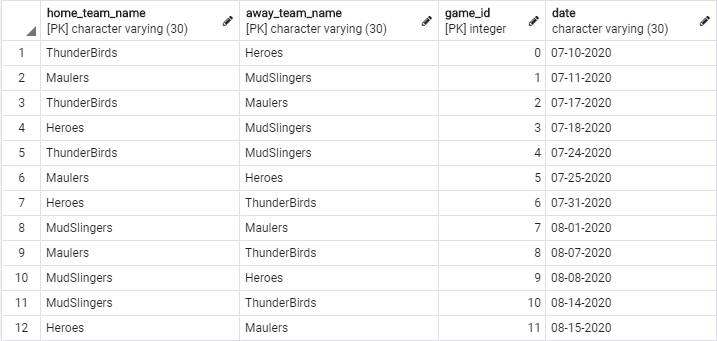 home_team_name away_team_name game_id date
[PK] character varying (30) [PK] character varying (30) [PK] integer character varying (30)
1 ThunderBirds Heroes 0 07-10-2020
2 Maulers MudSlingers 1 07-11-2020
3 ThunderBirds Maulers 2 07-17-2020
4 Heroes MudSlingers 3 07-18-2020
5 ThunderBirds MudSlingers 4 07-24-2020
6 Maulers Heroes 5 07-25-2020
7 Heroes ThunderBirds 6 07-31-2020
8 MudSlingers Maulers 7 08-01-2020
9 Maulers ThunderBirds 8 08-07-2020
10 MudSlingers Heroes 9 08-08-2020
11 MudSlingers ThunderBirds 10 08-14-2020
12 Heroes Maulers 11 08-15-2020